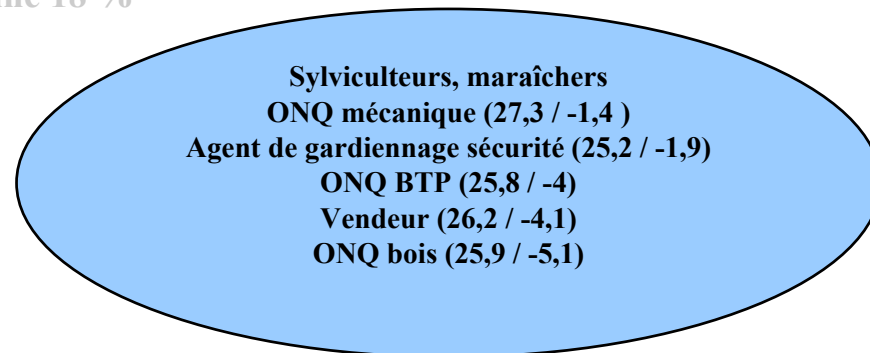 18 %
Sylviculteurs, maraîchers
ONQ mécanique (27,3 / -1,4 )
Agent de gardiennage sécurité (25,2 / -1,9)
ONQ BTP (25,8 / -4)
Vendeur (26,2 / -4,1)
ONQ bois (25,9 / -5,1)